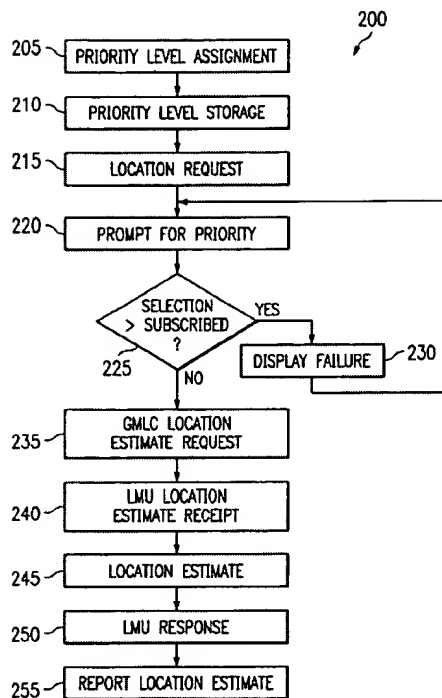 200
205
PRIORITY LEVEL ASSIGNMENT
210
PRIORITY LEVEL STORAGE
215
LOCATION REQUEST
220
PROMPT FOR PRIORITY
SELECTION
> SUBSCRIBED
?
225
YES
NO
DISPLAY FAILURE
230
235
GMLC LOCATION
ESTIMATE REQUEST
240
LMU LOCATION
ESTIMATE RECEIPT
245
LOCATION ESTIMATE
250
LMU RESPONSE
255
REPORT LOCATION ESTIMATE